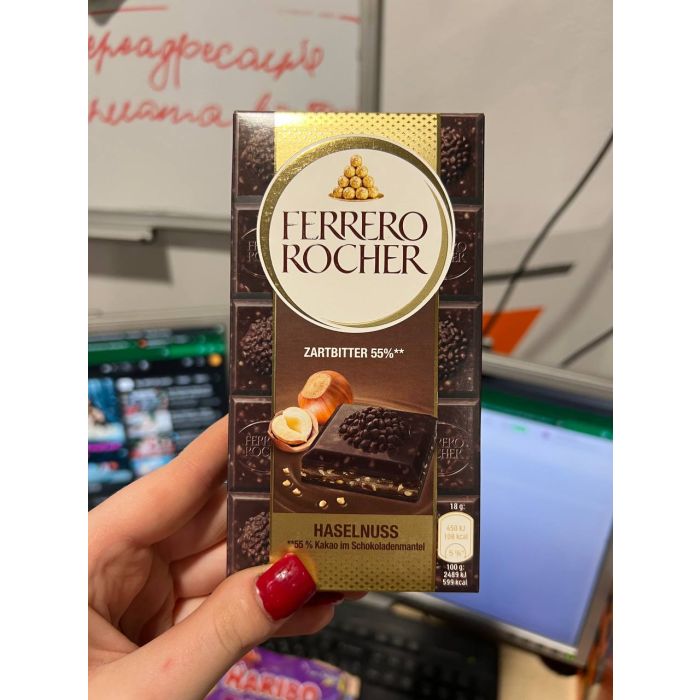 FERRERO
ROCHER
ZARTBITTER 55%**
HASELNUSS
**55 % Kakao im Schokoladenmantel
18 g:
450 kJ
108 kcal
5 %*
100 g:
2489 kJ
599 kcal
HARIBO